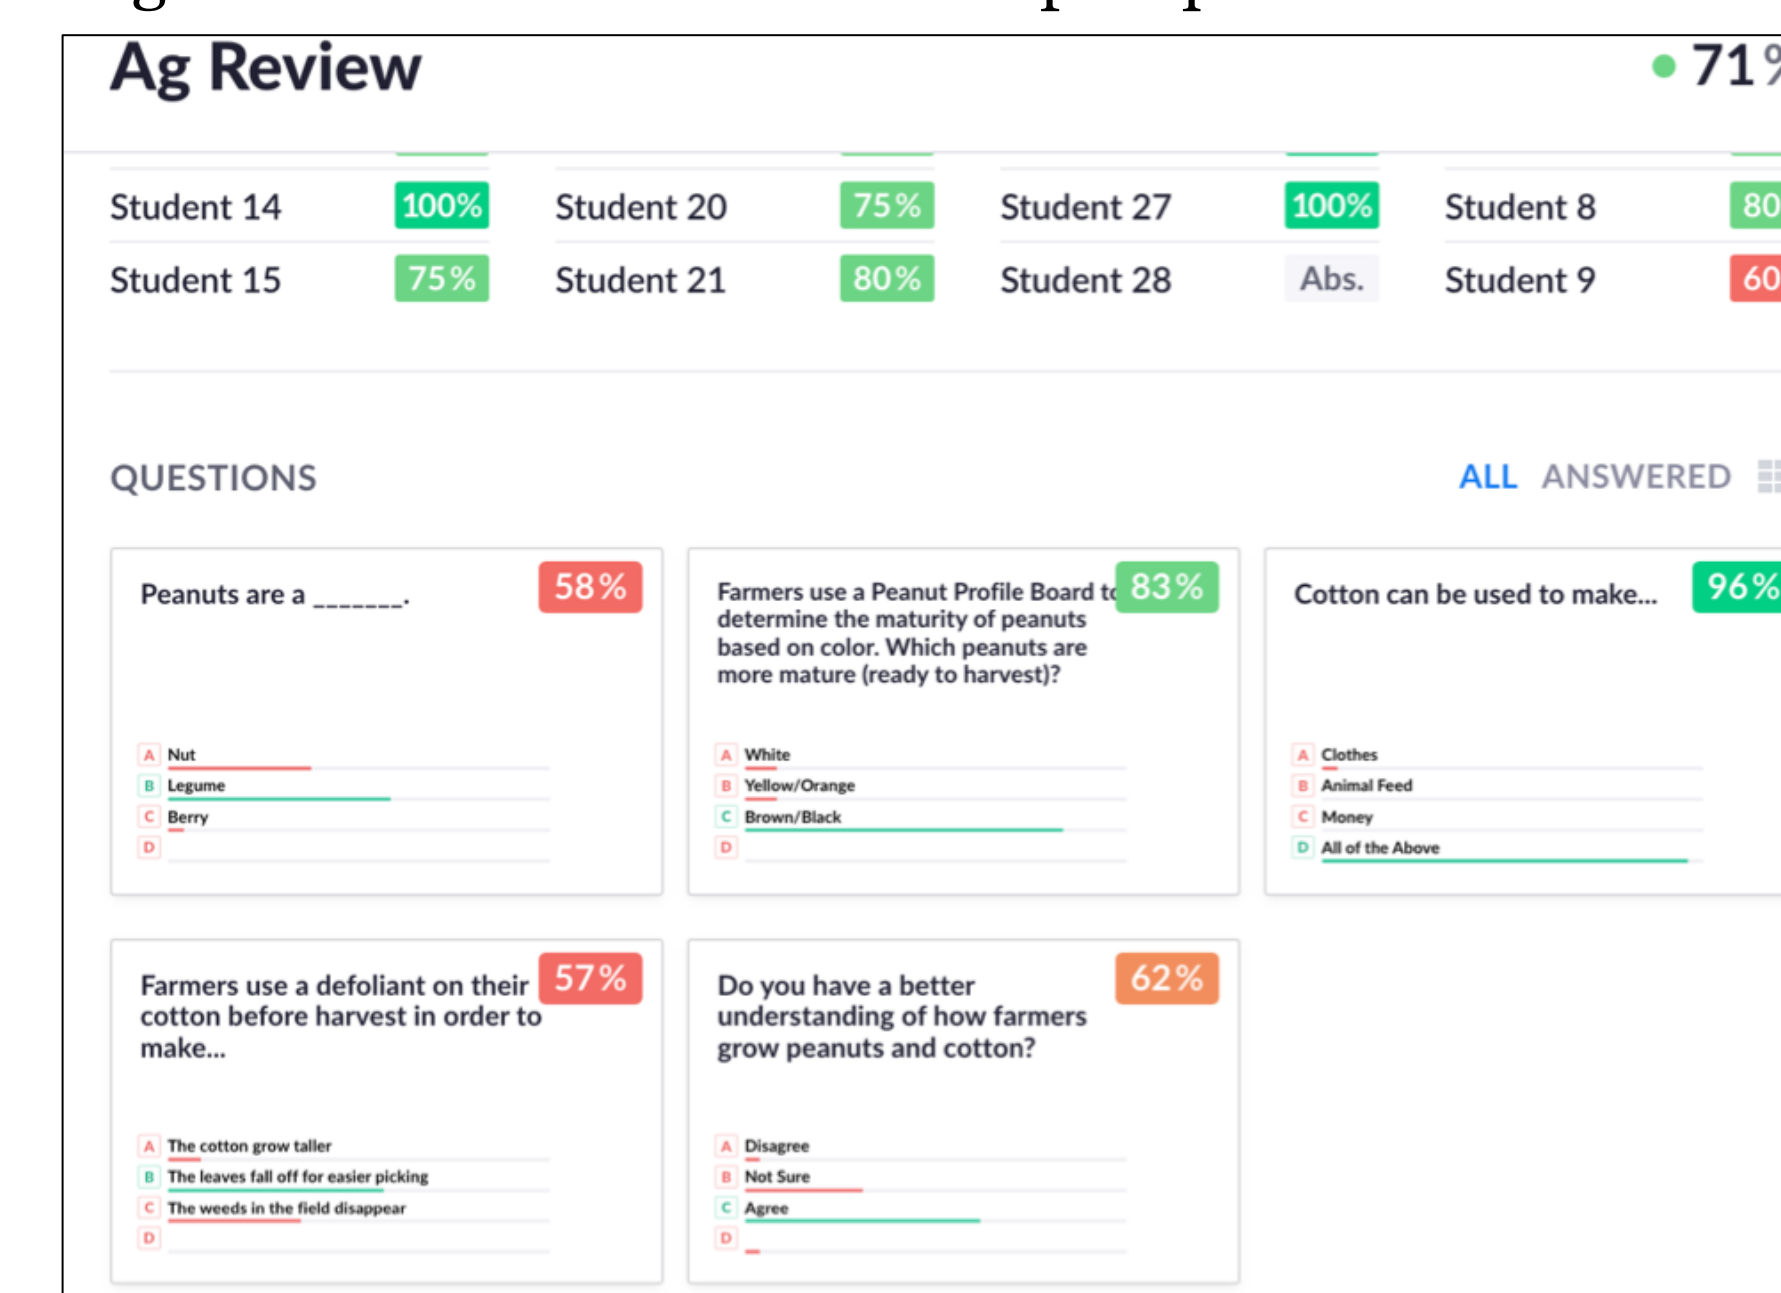 Ag Review
71%
Student 14 100% Student 20 75% Student 27 100% Student 8 80
Student 15 75% Student 21 80% Student 28 Abs. Student 9 60
QUESTIONS
ALL ANSWERED
Peanuts are a _______.
58%
A Nut
B Legume
C Berry
D
Farmers use a Peanut Profile Board to
83%
determine the maturity of peanuts
based on color. Which peanuts are
more mature (ready to harvest)?
A White
B Yellow/Orange
C Brown/Black
D
Cotton can be used to make...
96%
A Clothes
B Animal Feed
C Money
D All of the Above
Farmers use a defoliant on their
57%
cotton before harvest in order to
make...
A The cotton grow taller
B The leaves fall off for easier picking
C The weeds in the field disappear
D
Do you have a better
62%
understanding of how farmers
grow peanuts and cotton?
A Disagree
B Not Sure
C Agree
D